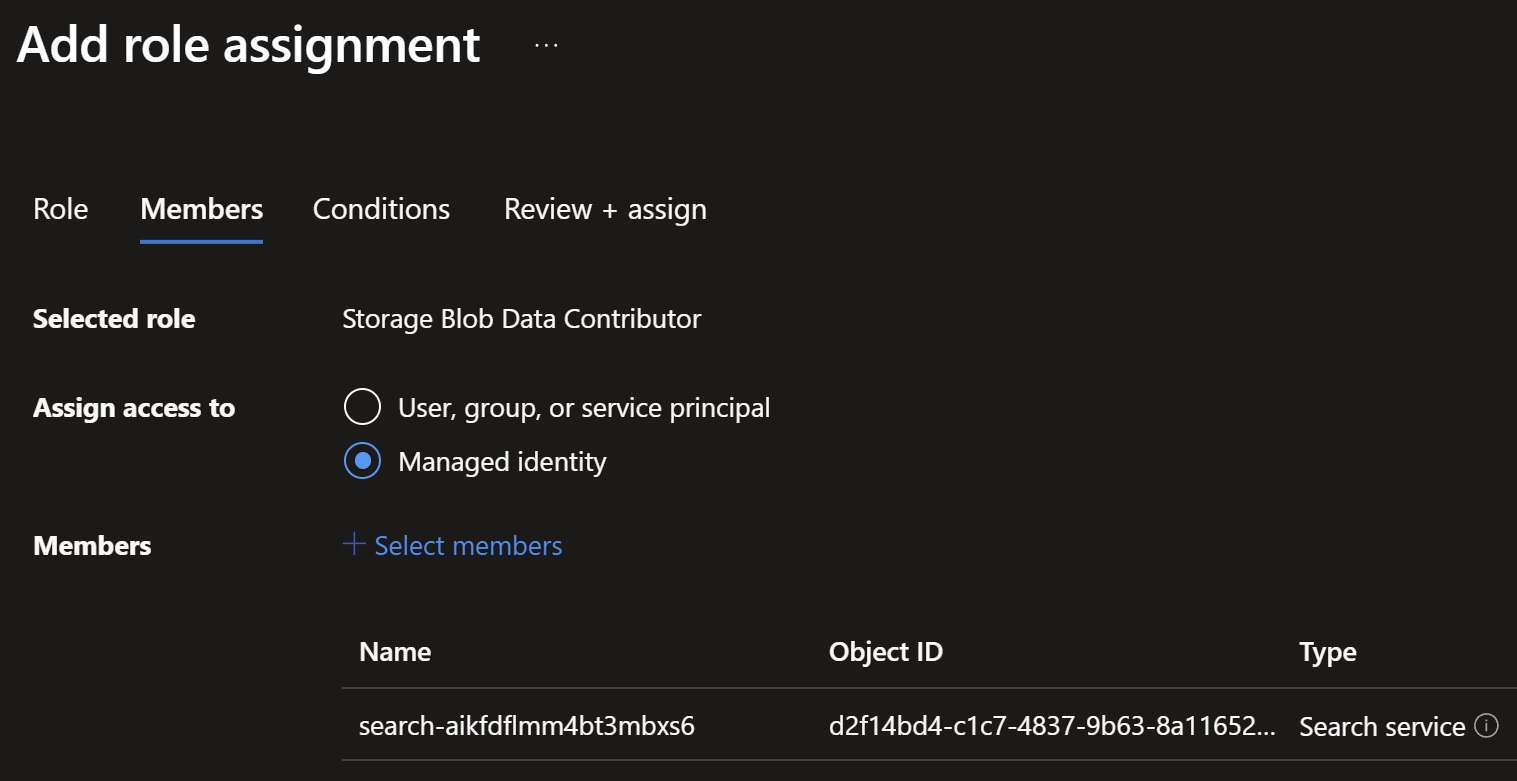 Add role assignment ...
Role Members Conditions Review + assign
Selected role Storage Blob Data Contributor
Assign access to User, group, or service principal
Managed identity
Members + Select members
Name Object ID Type
search-aikfdflmm4bt3mbxs6 d2f14bd4-c1c7-4837-9b63-8a11652... Search service